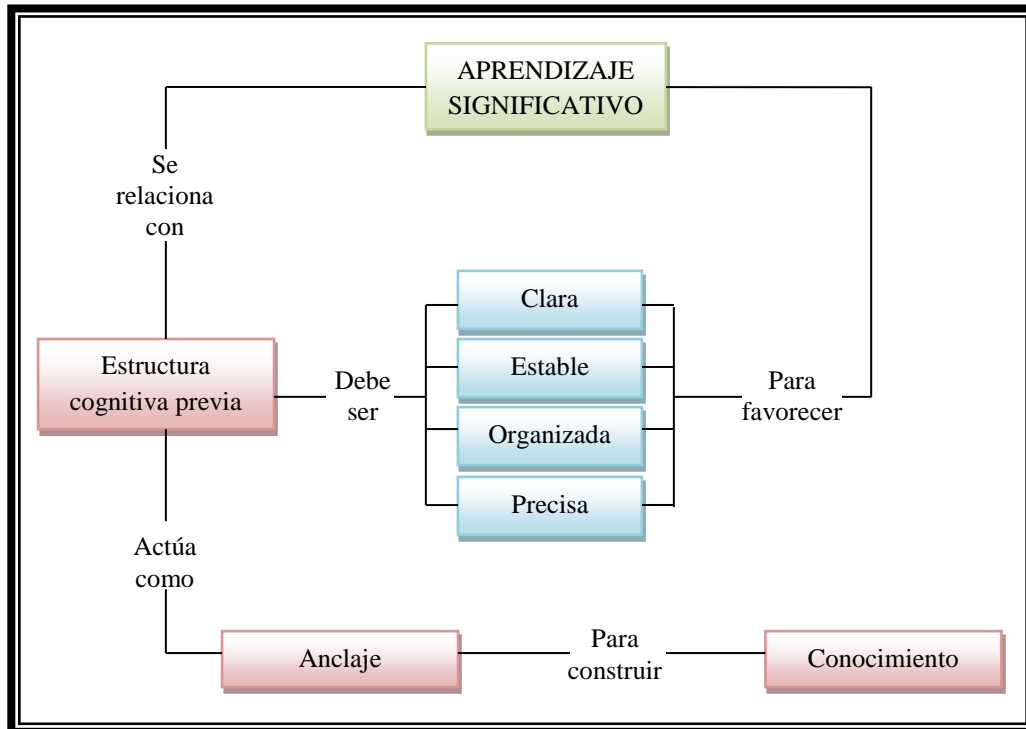 APRENDIZAJE
SIGNIFICATIVO
Se
relaciona
con
Clara
Estructura
cognitiva previa
Debe
ser
Estable
Organizada
Precisa
Para
favorecer
Actúa
como
Anclaje
Para
construir
Conocimiento